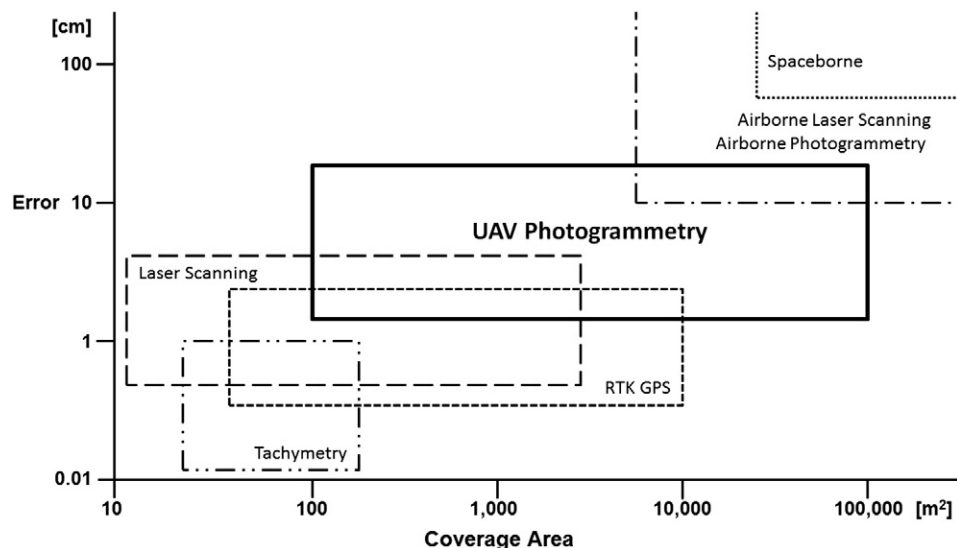 [cm]
100
Spaceborne
Airborne Laser Scanning
Airborne Photogrammetry
Error 10
UAV Photogrammetry
Laser Scanning
1
RTK GPS
Tachymetry
0.01
10 100 1,000 10,000 100,000 [m²]
Coverage Area